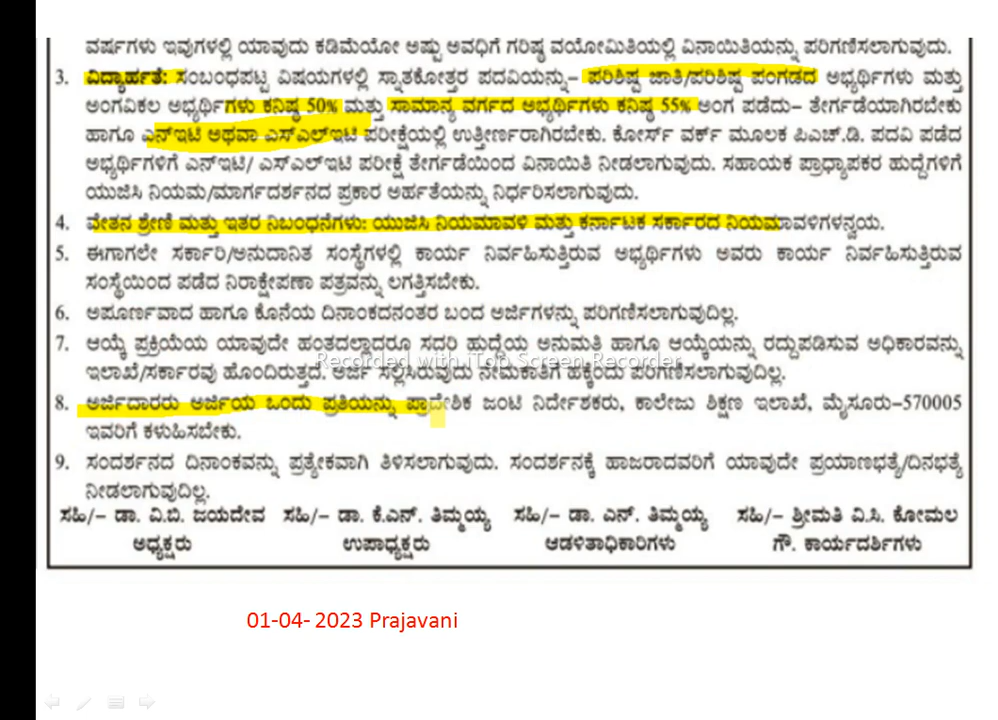 ವರ್ಷಗಳು ಇವುಗಳಲ್ಲಿ ಯಾವುದು ಕಡಿಮೆಯೋ ಅಷ್ಟು ಅವಧಿಗೆ ಗರಿಷ್ಠ ವಯೋಮಿತಿಯಲ್ಲಿ ವಿನಾಯಿತಿಯನ್ನು ಪರಿಗಣಿಸಲಾಗುವುದು.
3. ವಿದ್ಯಾರ್ಹತೆ: ಸಂಬಂಧಪಟ್ಟ ವಿಷಯಗಳಲ್ಲಿ ಸ್ನಾತಕೋತ್ತರ ಪದವಿಯನ್ನು– ಪರಿಶಿಷ್ಟ ಜಾತಿ/ಪರಿಶಿಷ್ಟ ಪಂಗಡದ ಅಭ್ಯರ್ಥಿಗಳು ಮತ್ತು
ಅಂಗವಿಕಲ ಅಭ್ಯರ್ಥಿಗಳು ಕನಿಷ್ಠ 50% ಮತ್ತು ಸಾಮಾನ್ಯ ವರ್ಗದ ಅಭ್ಯರ್ಥಿಗಳು ಕನಿಷ್ಠ 55% ಅಂಗ ಪಡೆದು– ತೇರ್ಗಡೆಯಾಗಿರಬೇಕು
ಹಾಗೂ ಎನ್‌ಇಟಿ ಅಥವಾ ಎಸ್‌ಎಲ್‌ಇಟಿ ಪರೀಕ್ಷೆಯಲ್ಲಿ ಉತ್ತೀರ್ಣರಾಗಿರಬೇಕು. ಕೋರ್ಸ್ ವರ್ಕ್ ಮೂಲಕ ಪಿಎಚ್.ಡಿ. ಪದವಿ ಪಡೆದ
ಅಭ್ಯರ್ಥಿಗಳಿಗೆ ಎನ್‌ಇಟಿ/ ಎಸ್‌ಎಲ್‌ಇಟಿ ಪರೀಕ್ಷೆ ತೇರ್ಗಡೆಯಿಂದ ವಿನಾಯಿತಿ ನೀಡಲಾಗುವುದು. ಸಹಾಯಕ ಪ್ರಾಧ್ಯಾಪಕರ ಹುದ್ದೆಗಳಿಗೆ
ಯುಜಿಸಿ ನಿಯಮ/ಮಾರ್ಗದರ್ಶನದ ಪ್ರಕಾರ ಅರ್ಹತೆಯನ್ನು ನಿರ್ಧರಿಸಲಾಗುವುದು.
4. ವೇತನ ಶ್ರೇಣಿ ಮತ್ತು ಇತರ ನಿಬಂಧನೆಗಳು: ಯುಜಿಸಿ ನಿಯಮಾವಳಿ ಮತ್ತು ಕರ್ನಾಟಕ ಸರ್ಕಾರದ ನಿಯಮಾವಳಿಗಳನ್ವಯ.
5. ಈಗಾಗಲೇ ಸರ್ಕಾರಿ/ಅನುದಾನಿತ ಸಂಸ್ಥೆಗಳಲ್ಲಿ ಕಾರ್ಯ ನಿರ್ವಹಿಸುತ್ತಿರುವ ಅಭ್ಯರ್ಥಿಗಳು ಅವರು ಕಾರ್ಯ ನಿರ್ವಹಿಸುತ್ತಿರುವ
ಸಂಸ್ಥೆಯಿಂದ ಪಡೆದ ನಿರಾಕ್ಷೇಪಣಾ ಪತ್ರವನ್ನು ಲಗತ್ತಿಸಬೇಕು.
6. ಅಪೂರ್ಣವಾದ ಹಾಗೂ ಕೊನೆಯ ದಿನಾಂಕದನಂತರ ಬಂದ ಅರ್ಜಿಗಳನ್ನು ಪರಿಗಣಿಸಲಾಗುವುದಿಲ್ಲ.
7. ಆಯ್ಕೆ ಪ್ರಕ್ರಿಯೆಯ ಯಾವುದೇ ಹಂತದಲ್ಲಾದರೂ ಸದರಿ ಹುದ್ದೆಯ ಅನುಮತಿ ಹಾಗೂ ಆಯ್ಕೆಯನ್ನು ರದ್ದುಪಡಿಸುವ ಅಧಿಕಾರವನ್ನು
Recorded with iTop Screen Recorder
ಇಲಾಖೆ/ಸರ್ಕಾರವು ಹೊಂದಿರುತ್ತದೆ. ಅರ್ಜಿ ಸಲ್ಲಿಸಿರುವುದು ನೇಮಕಾತಿಗೆ ಹಕ್ಕೆಂದು ಪರಿಗಣಿಸಲಾಗುವುದಿಲ್ಲ.
8. ಅರ್ಜಿದಾರರು ಅರ್ಜಿಯ ಒಂದು ಪ್ರತಿಯನ್ನು ಪ್ರಾದೇಶಿಕ ಜಂಟಿ ನಿರ್ದೇಶಕರು, ಕಾಲೇಜು ಶಿಕ್ಷಣ ಇಲಾಖೆ, ಮೈಸೂರು–570005
ಇವರಿಗೆ ಕಳುಹಿಸಬೇಕು.
9. ಸಂದರ್ಶನದ ದಿನಾಂಕವನ್ನು ಪ್ರತ್ಯೇಕವಾಗಿ ತಿಳಿಸಲಾಗುವುದು. ಸಂದರ್ಶನಕ್ಕೆ ಹಾಜರಾದವರಿಗೆ ಯಾವುದೇ ಪ್ರಯಾಣಭತ್ಯೆ/ದಿನಭತ್ಯೆ
ನೀಡಲಾಗುವುದಿಲ್ಲ.
ಸಹಿ/– ಡಾ. ವಿ.ಬಿ. ಜಯದೇವ ಸಹಿ/– ಡಾ. ಕೆ.ಎನ್. ತಿಮ್ಮಯ್ಯ ಸಹಿ/– ಡಾ. ಎನ್. ತಿಮ್ಮಯ್ಯ ಸಹಿ/– ಶ್ರೀಮತಿ ವಿ.ಸಿ. ಕೋಮಲ
ಅಧ್ಯಕ್ಷರು ಉಪಾಧ್ಯಕ್ಷರು ಆಡಳಿತಾಧಿಕಾರಿಗಳು ಗೌ. ಕಾರ್ಯದರ್ಶಿಗಳು
01-04- 2023 Prajavani